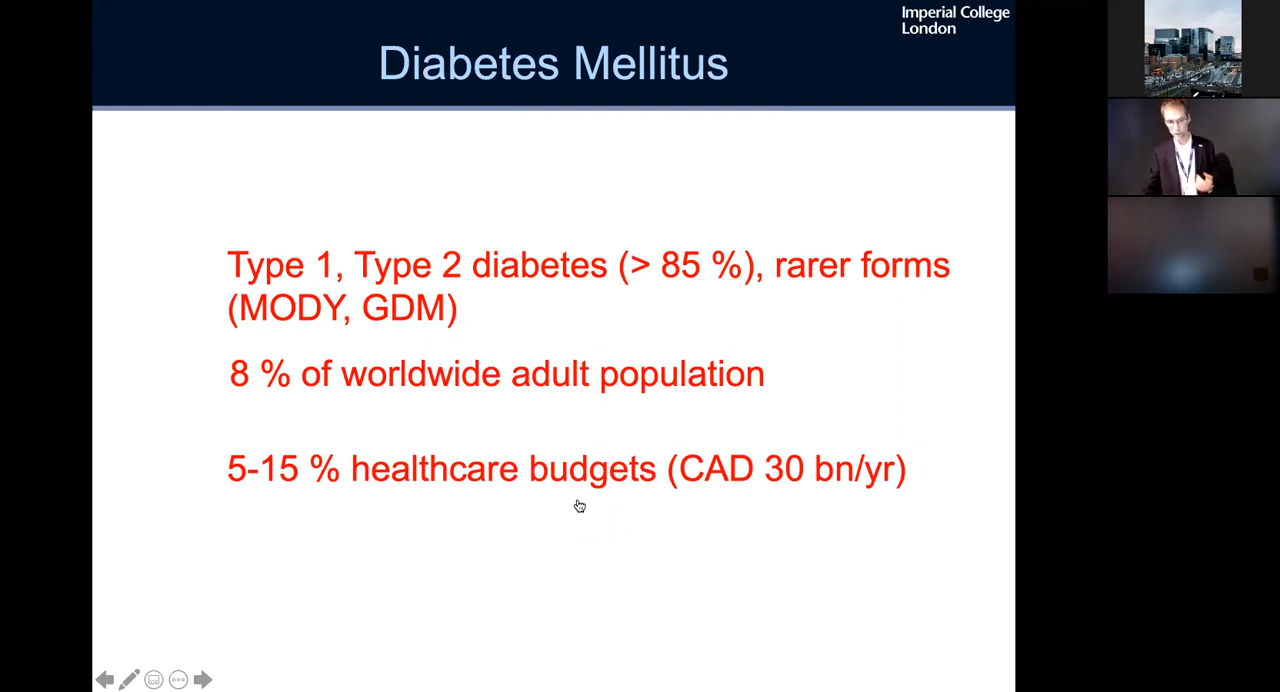 Imperial College
London
Diabetes Mellitus
Type 1, Type 2 diabetes (> 85 %), rarer forms
(MODY, GDM)
8 % of worldwide adult population
5-15 % healthcare budgets (CAD 30 bn/yr)